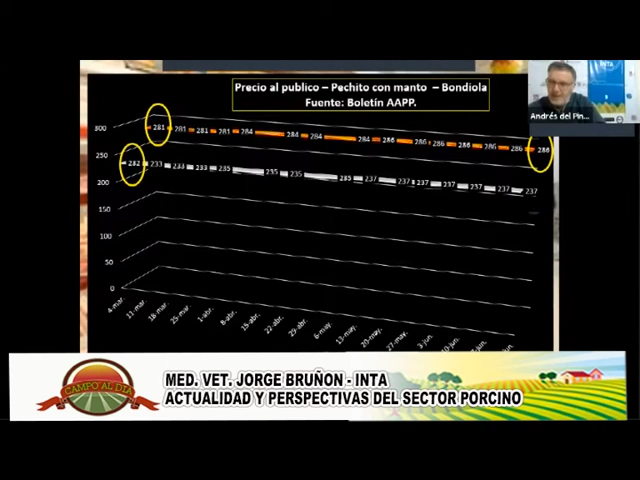 INTA
Precio al publico – Pechito con manto – Bondiola
Fuente: Boletín AAPP.
Andrés del Pin...
300
250
200
150
100
50
0
281 281 281 281 284 284 284 284 286 286 286 286 286 286 286
232 233 233 233 235 235 235 235 237 237 237 237 237 237
4-mar.
11-mar.
18-mar.
25-mar.
1-abr.
8-abr.
15-abr.
22-abr.
29-abr.
6-may.
13-may.
20-may.
27-may.
3-jun.
10-jun.
CAMPO AL DIA
MED. VET. JORGE BRUÑON - INTA
ACTUALIDAD Y PERSPECTIVAS DEL SECTOR PORCINO